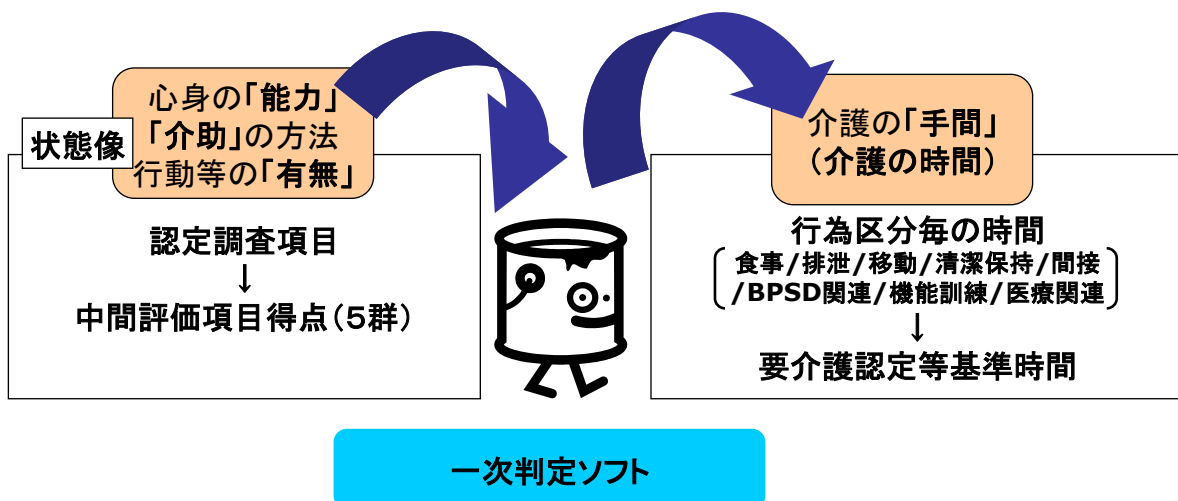 状態像
心身の「能力」
「介助」の方法
行動等の「有無」
認定調査項目
↓
中間評価項目得点（5群）
介護の「手間」
（介護の時間）
行為区分毎の時間
食事/排泄/移動/清潔保持/間接
/BPSD関連/機能訓練/医療関連
↓
要介護認定等基準時間
一次判定ソフト